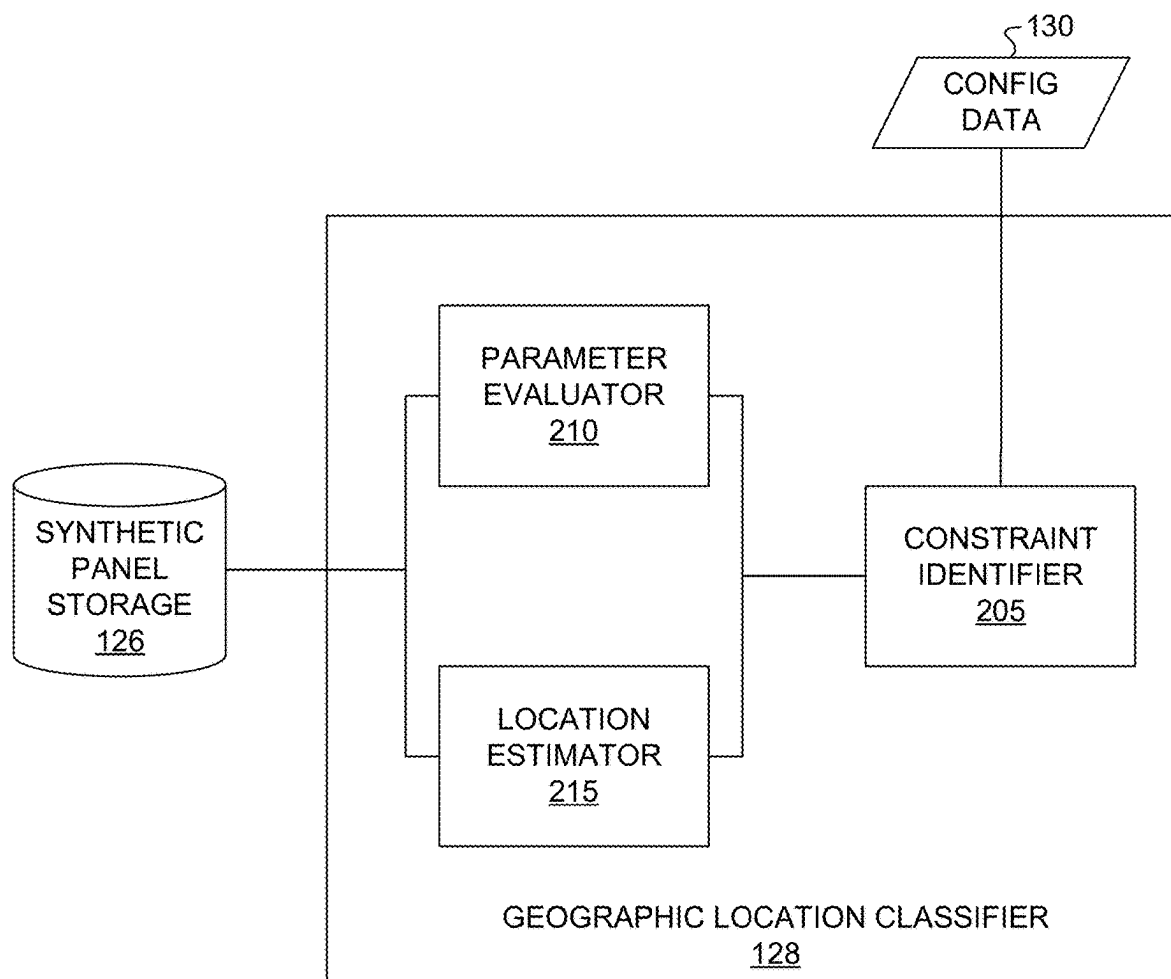 130
CONFIG
DATA
PARAMETER
EVALUATOR
210
SYNTHETIC
PANEL
STORAGE
126
CONSTRAINT
IDENTIFIER
205
LOCATION
ESTIMATOR
215
GEOGRAPHIC LOCATION CLASSIFIER
128